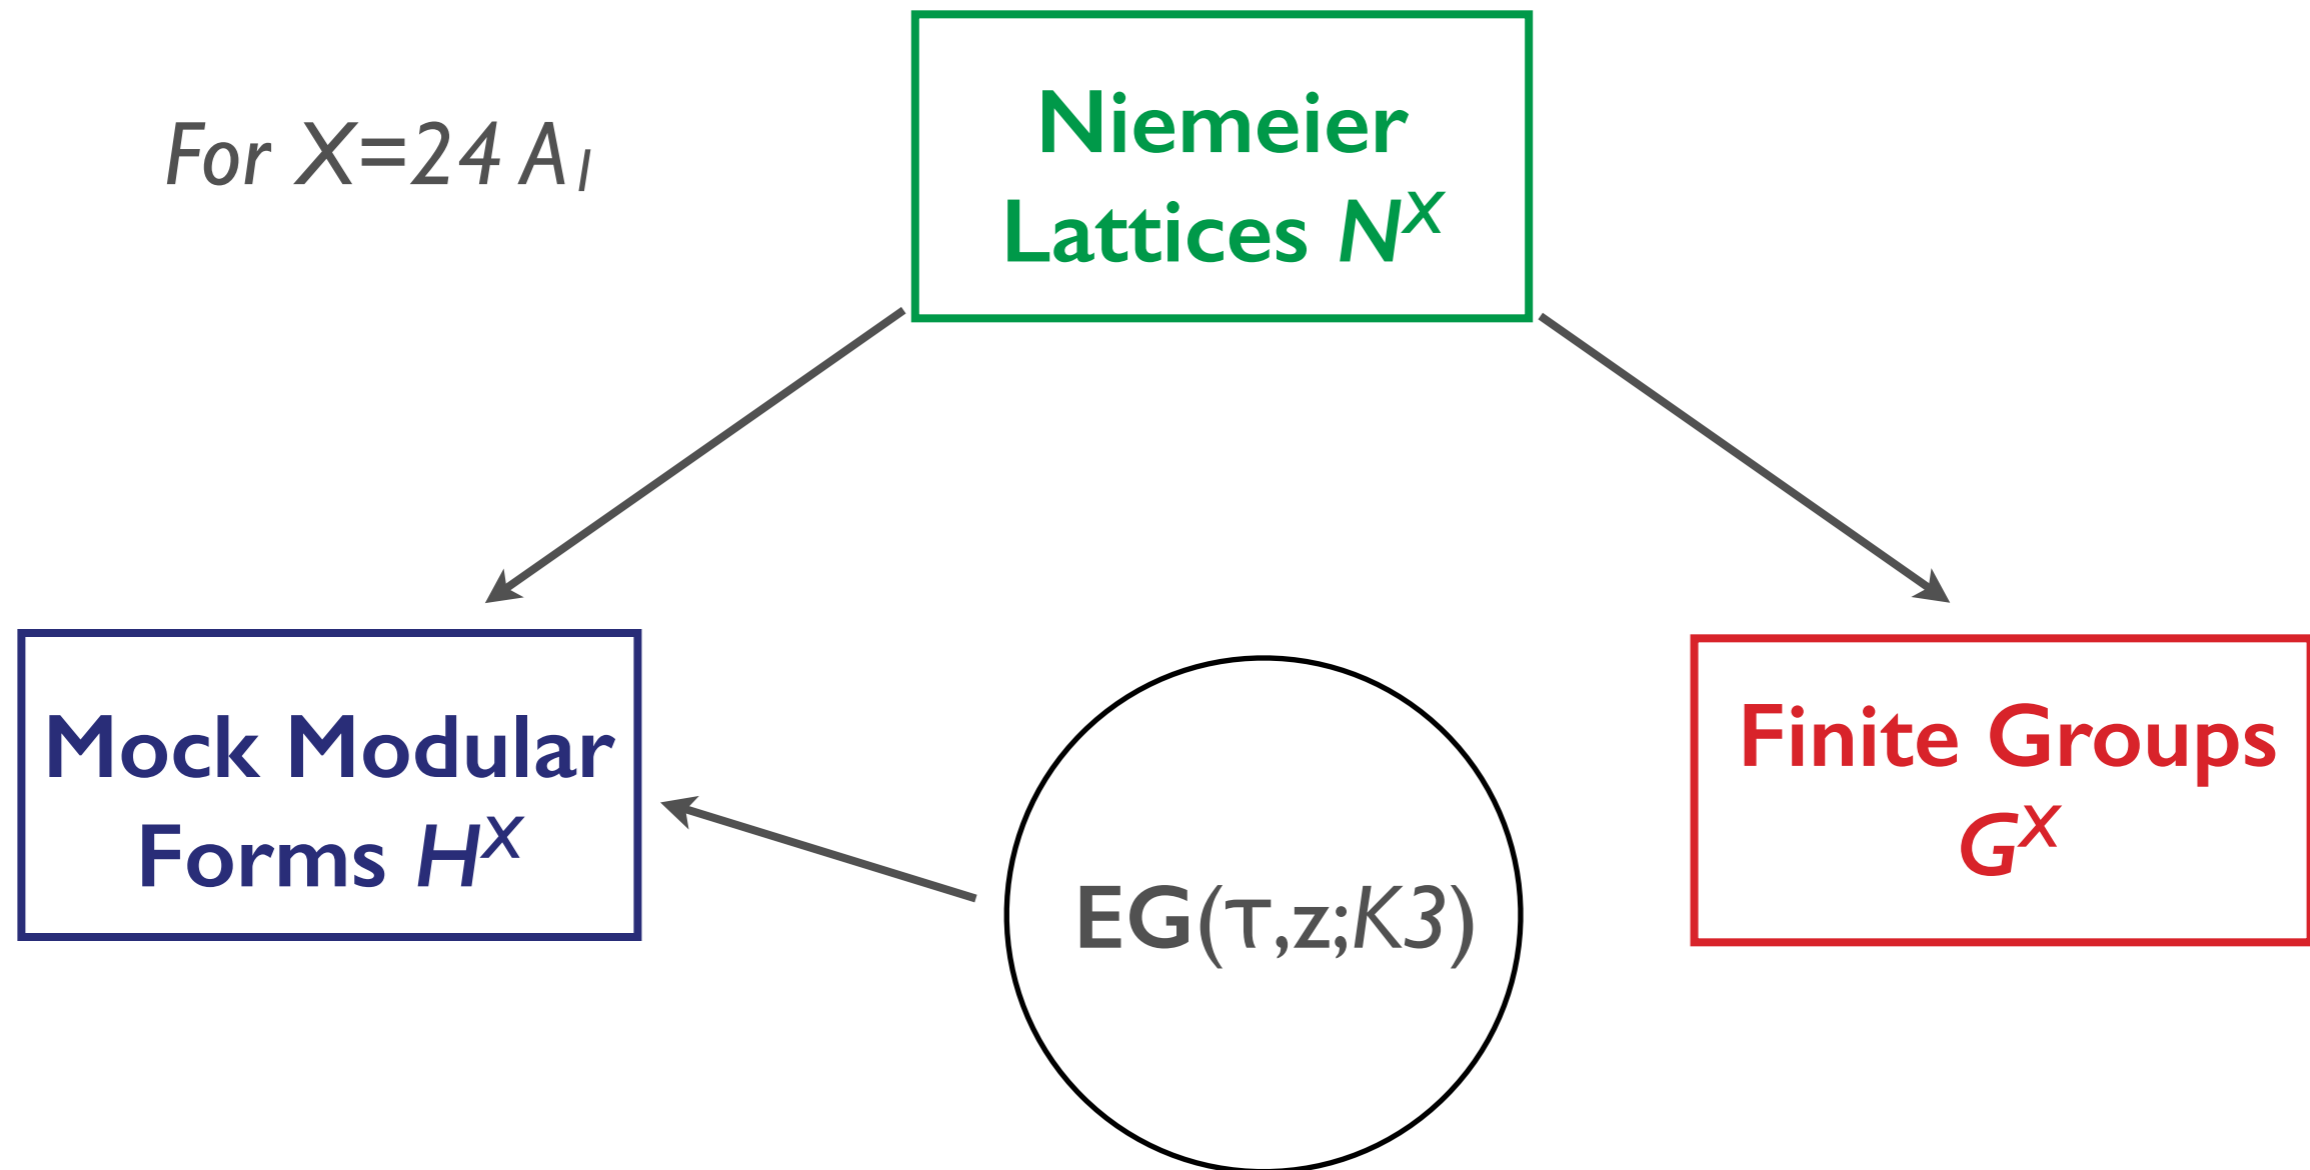 For X=24 A₁
Niemeier
Lattices Nˣ
Mock Modular
Forms Hˣ
EG(τ,z;K3)
Finite Groups
Gˣ